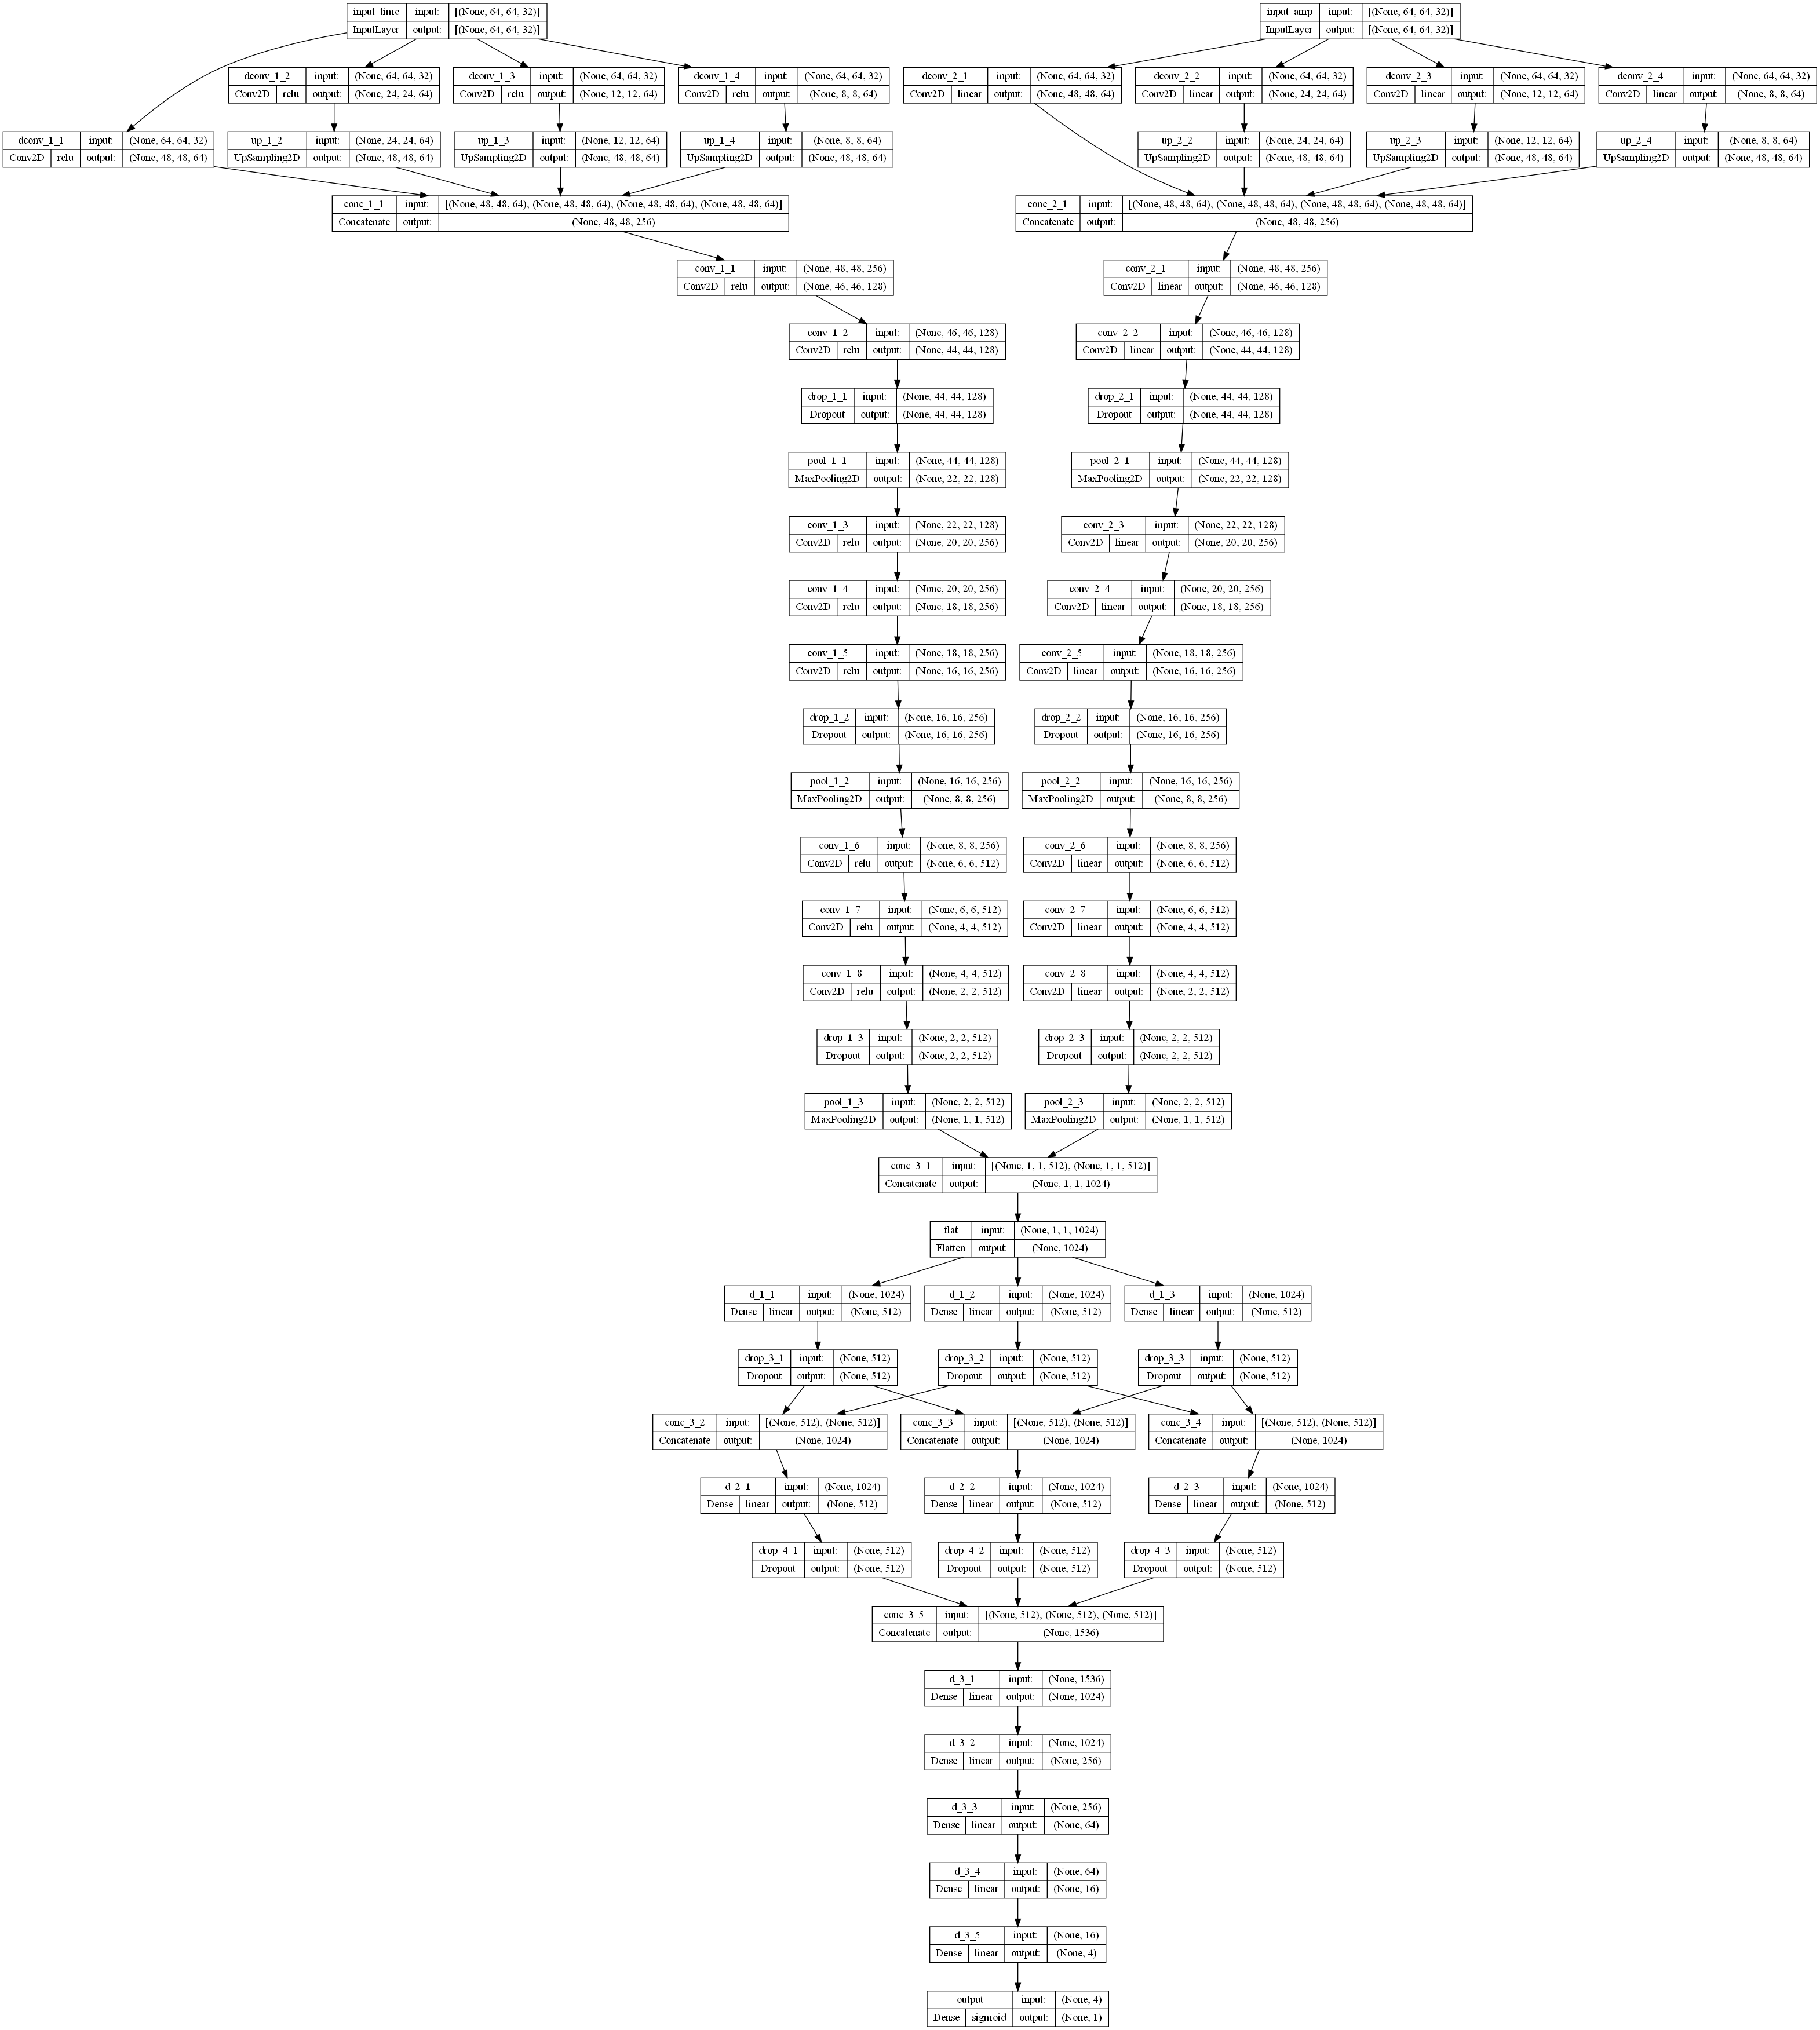 input_time input: [(None, 64, 64, 32)]
InputLayer output: [(None, 64, 64, 32)]
input_amp input: [(None, 64, 64, 32)]
InputLayer output: [(None, 64, 64, 32)]
dconv_1_2 input: (None, 64, 64, 32)
Conv2D relu output: (None, 24, 24, 64)
dconv_1_3 input: (None, 64, 64, 32)
Conv2D relu output: (None, 12, 12, 64)
dconv_1_4 input: (None, 64, 64, 32)
Conv2D relu output: (None, 8, 8, 64)
dconv_2_1 input: (None, 64, 64, 32)
Conv2D linear output: (None, 48, 48, 64)
dconv_2_2 input: (None, 64, 64, 32)
Conv2D linear output: (None, 24, 24, 64)
dconv_2_3 input: (None, 64, 64, 32)
Conv2D linear output: (None, 12, 12, 64)
dconv_2_4 input: (None, 64, 64, 32)
Conv2D linear output: (None, 8, 8, 64)
dconv_1_1 input: (None, 64, 64, 32)
Conv2D relu output: (None, 48, 48, 64)
up_1_2 input: (None, 24, 24, 64)
UpSampling2D output: (None, 48, 48, 64)
up_1_3 input: (None, 12, 12, 64)
UpSampling2D output: (None, 48, 48, 64)
up_1_4 input: (None, 8, 8, 64)
UpSampling2D output: (None, 48, 48, 64)
up_2_2 input: (None, 24, 24, 64)
UpSampling2D output: (None, 48, 48, 64)
up_2_3 input: (None, 12, 12, 64)
UpSampling2D output: (None, 48, 48, 64)
up_2_4 input: (None, 8, 8, 64)
UpSampling2D output: (None, 48, 48, 64)
conc_1_1 input: [(None, 48, 48, 64), (None, 48, 48, 64), (None, 48, 48, 64), (None, 48, 48, 64)]
Concatenate output: (None, 48, 48, 256)
conc_2_1 input: [(None, 48, 48, 64), (None, 48, 48, 64), (None, 48, 48, 64), (None, 48, 48, 64)]
Concatenate output: (None, 48, 48, 256)
conv_1_1 input: (None, 48, 48, 256)
Conv2D relu output: (None, 46, 46, 128)
conv_2_1 input: (None, 48, 48, 256)
Conv2D linear output: (None, 46, 46, 128)
conv_1_2 input: (None, 46, 46, 128)
Conv2D relu output: (None, 44, 44, 128)
conv_2_2 input: (None, 46, 46, 128)
Conv2D linear output: (None, 44, 44, 128)
drop_1_1 input: (None, 44, 44, 128)
Dropout output: (None, 44, 44, 128)
drop_2_1 input: (None, 44, 44, 128)
Dropout output: (None, 44, 44, 128)
pool_1_1 input: (None, 44, 44, 128)
MaxPooling2D output: (None, 22, 22, 128)
pool_2_1 input: (None, 44, 44, 128)
MaxPooling2D output: (None, 22, 22, 128)
conv_1_3 input: (None, 22, 22, 128)
Conv2D relu output: (None, 20, 20, 256)
conv_2_3 input: (None, 22, 22, 128)
Conv2D linear output: (None, 20, 20, 256)
conv_1_4 input: (None, 20, 20, 256)
Conv2D relu output: (None, 18, 18, 256)
conv_2_4 input: (None, 20, 20, 256)
Conv2D linear output: (None, 18, 18, 256)
conv_1_5 input: (None, 18, 18, 256)
Conv2D relu output: (None, 16, 16, 256)
conv_2_5 input: (None, 18, 18, 256)
Conv2D linear output: (None, 16, 16, 256)
drop_1_2 input: (None, 16, 16, 256)
Dropout output: (None, 16, 16, 256)
drop_2_2 input: (None, 16, 16, 256)
Dropout output: (None, 16, 16, 256)
pool_1_2 input: (None, 16, 16, 256)
MaxPooling2D output: (None, 8, 8, 256)
pool_2_2 input: (None, 16, 16, 256)
MaxPooling2D output: (None, 8, 8, 256)
conv_1_6 input: (None, 8, 8, 256)
Conv2D relu output: (None, 6, 6, 512)
conv_2_6 input: (None, 8, 8, 256)
Conv2D linear output: (None, 6, 6, 512)
conv_1_7 input: (None, 6, 6, 512)
Conv2D relu output: (None, 4, 4, 512)
conv_2_7 input: (None, 6, 6, 512)
Conv2D linear output: (None, 4, 4, 512)
conv_1_8 input: (None, 4, 4, 512)
Conv2D relu output: (None, 2, 2, 512)
conv_2_8 input: (None, 4, 4, 512)
Conv2D linear output: (None, 2, 2, 512)
drop_1_3 input: (None, 2, 2, 512)
Dropout output: (None, 2, 2, 512)
drop_2_3 input: (None, 2, 2, 512)
Dropout output: (None, 2, 2, 512)
pool_1_3 input: (None, 2, 2, 512)
MaxPooling2D output: (None, 1, 1, 512)
pool_2_3 input: (None, 2, 2, 512)
MaxPooling2D output: (None, 1, 1, 512)
conc_3_1 input: [(None, 1, 1, 512), (None, 1, 1, 512)]
Concatenate output: (None, 1, 1, 1024)
flat input: (None, 1, 1, 1024)
Flatten output: (None, 1024)
d_1_1 input: (None, 1024)
Dense linear output: (None, 512)
d_1_2 input: (None, 1024)
Dense linear output: (None, 512)
d_1_3 input: (None, 1024)
Dense linear output: (None, 512)
drop_3_1 input: (None, 512)
Dropout output: (None, 512)
drop_3_2 input: (None, 512)
Dropout output: (None, 512)
drop_3_3 input: (None, 512)
Dropout output: (None, 512)
conc_3_2 input: [(None, 512), (None, 512)]
Concatenate output: (None, 1024)
conc_3_3 input: [(None, 512), (None, 512)]
Concatenate output: (None, 1024)
conc_3_4 input: [(None, 512), (None, 512)]
Concatenate output: (None, 1024)
d_2_1 input: (None, 1024)
Dense linear output: (None, 512)
d_2_2 input: (None, 1024)
Dense linear output: (None, 512)
d_2_3 input: (None, 1024)
Dense linear output: (None, 512)
drop_4_1 input: (None, 512)
Dropout output: (None, 512)
drop_4_2 input: (None, 512)
Dropout output: (None, 512)
drop_4_3 input: (None, 512)
Dropout output: (None, 512)
conc_3_5 input: [(None, 512), (None, 512), (None, 512)]
Concatenate output: (None, 1536)
d_3_1 input: (None, 1536)
Dense linear output: (None, 1024)
d_3_2 input: (None, 1024)
Dense linear output: (None, 256)
d_3_3 input: (None, 256)
Dense linear output: (None, 64)
d_3_4 input: (None, 64)
Dense linear output: (None, 16)
d_3_5 input: (None, 16)
Dense linear output: (None, 4)
output input: (None, 4)
Dense sigmoid output: (None, 1)